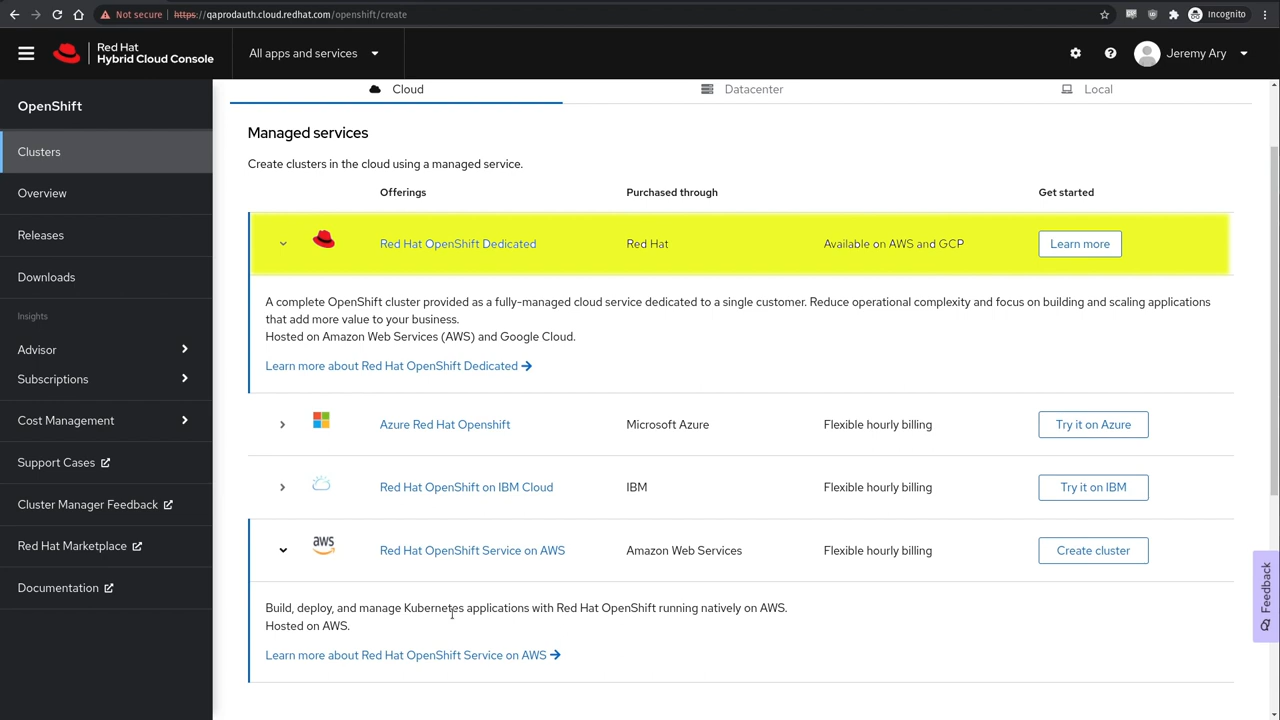 Not secure
https://qaprodauth.cloud.redhat.com/openshift/create
Incognito
Red Hat
Hybrid Cloud Console
All apps and services
Jeremy Ary
OpenShift
Clusters
Overview
Releases
Downloads
Insights
Advisor
Subscriptions
Cost Management
Support Cases
Cluster Manager Feedback
Red Hat Marketplace
Documentation
Cloud
Datacenter
Local
Managed services
Create clusters in the cloud using a managed service.
Offerings
Purchased through
Get started
Red Hat OpenShift Dedicated
Red Hat
Available on AWS and GCP
Learn more
A complete OpenShift cluster provided as a fully-managed cloud service dedicated to a single customer. Reduce operational complexity and focus on building and scaling applications
that add more value to your business.
Hosted on Amazon Web Services (AWS) and Google Cloud.
Learn more about Red Hat OpenShift Dedicated
Azure Red Hat Openshift
Microsoft Azure
Flexible hourly billing
Try it on Azure
Red Hat OpenShift on IBM Cloud
IBM
Flexible hourly billing
Try it on IBM
aws
Red Hat OpenShift Service on AWS
Amazon Web Services
Flexible hourly billing
Create cluster
Build, deploy, and manage Kubernetes applications with Red Hat OpenShift running natively on AWS.
Hosted on AWS.
Learn more about Red Hat OpenShift Service on AWS
Feedback